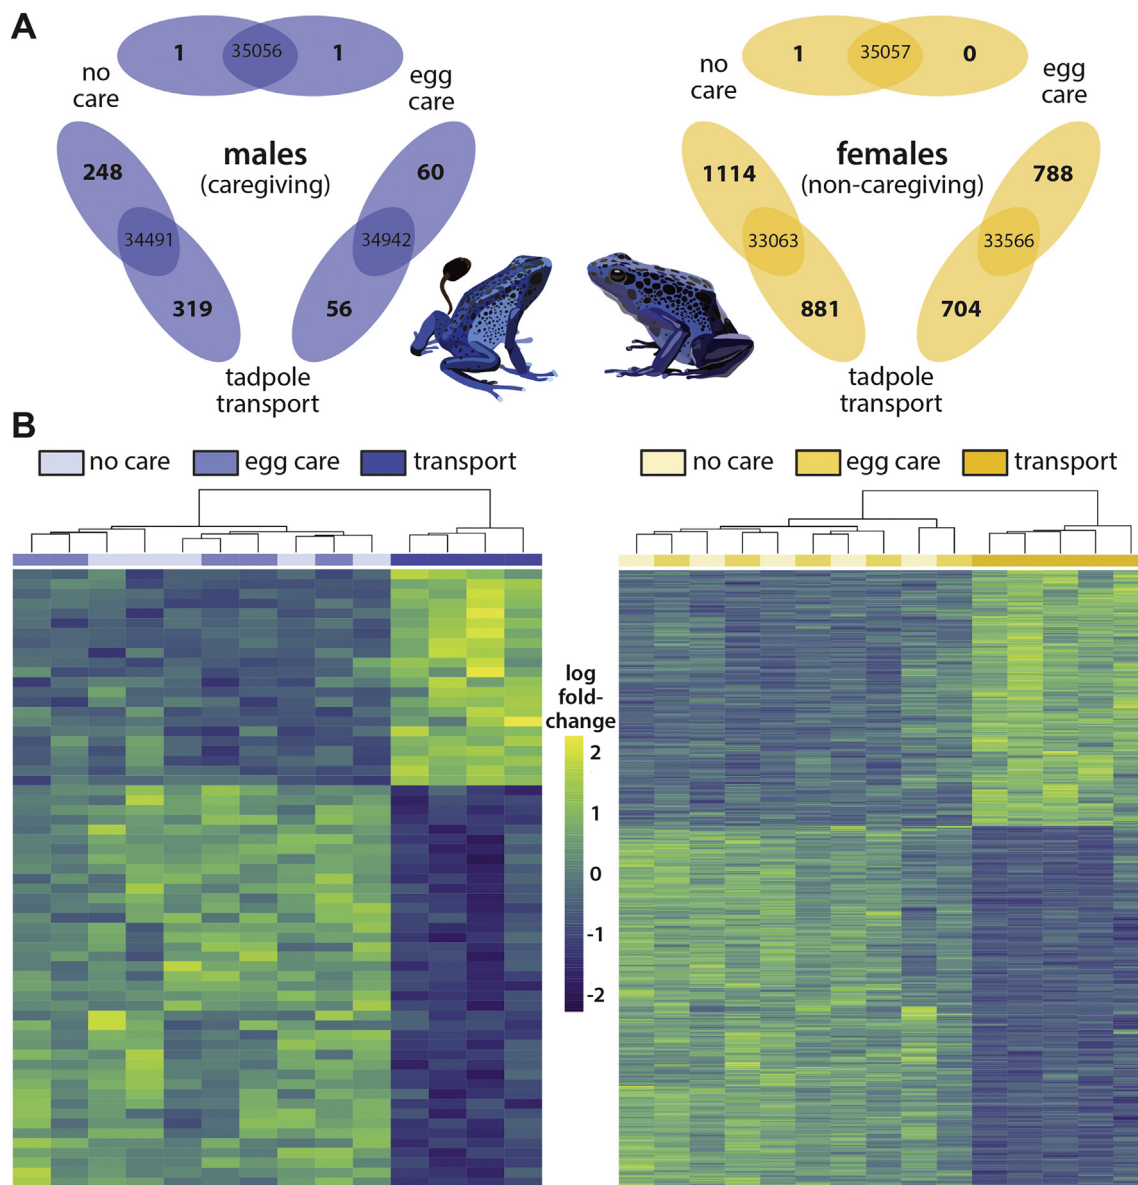 A
1 35056 1
no
care
egg
care
males
(caregiving)
248
60
34491
34942
319
56
tadpole
transport
1 35057 0
no
care
egg
care
females
(non-caregiving)
1114
788
33063
33566
881
704
tadpole
transport
B
no care egg care transport
no care egg care transport
log
fold-
change
2
1
0
-1
-2